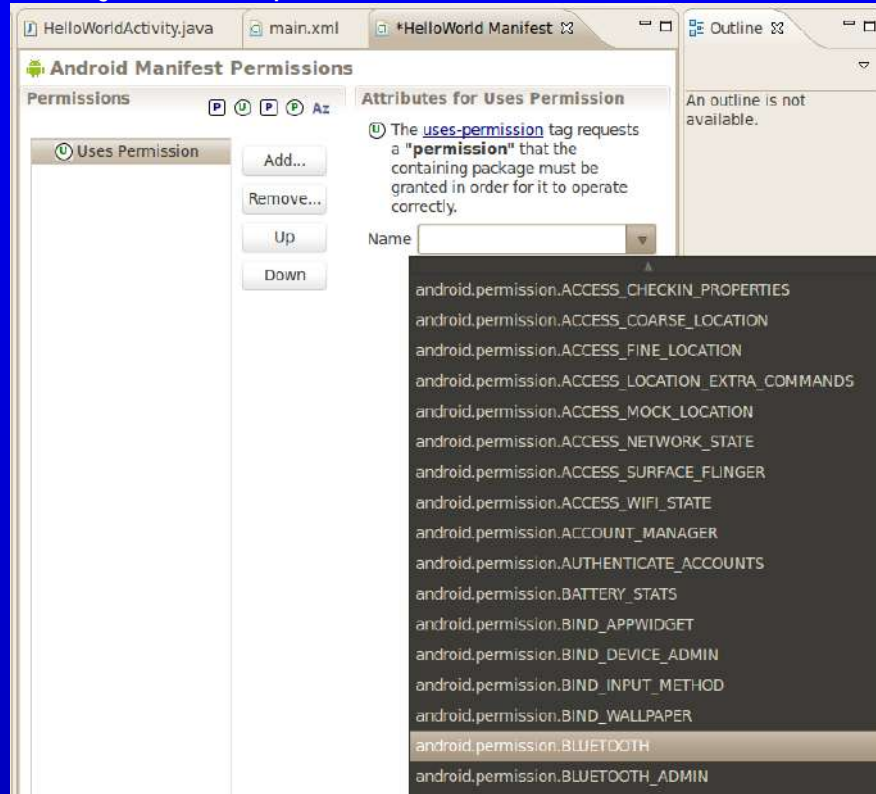 HelloWorldActivity.java
main.xml
*HelloWorld Manifest
Outline
Android Manifest Permissions
Permissions
P U P P Az
Uses Permission
Add...
Remove...
Up
Down
Attributes for Uses Permission
U The uses-permission tag requests
a "permission" that the
containing package must be
granted in order for it to operate
correctly.
Name
An outline is not
available.
android.permission.ACCESS_CHECKIN_PROPERTIES
android.permission.ACCESS_COARSE_LOCATION
android.permission.ACCESS_FINE_LOCATION
android.permission.ACCESS_LOCATION_EXTRA_COMMANDS
android.permission.ACCESS_MOCK_LOCATION
android.permission.ACCESS_NETWORK_STATE
android.permission.ACCESS_SURFACE_FLINGER
android.permission.ACCESS_WIFI_STATE
android.permission.ACCOUNT_MANAGER
android.permission.AUTHENTICATE_ACCOUNTS
android.permission.BATTERY_STATS
android.permission.BIND_APPWIDGET
android.permission.BIND_DEVICE_ADMIN
android.permission.BIND_INPUT_METHOD
android.permission.BIND_WALLPAPER
android.permission.BLUETOOTH
android.permission.BLUETOOTH_ADMIN